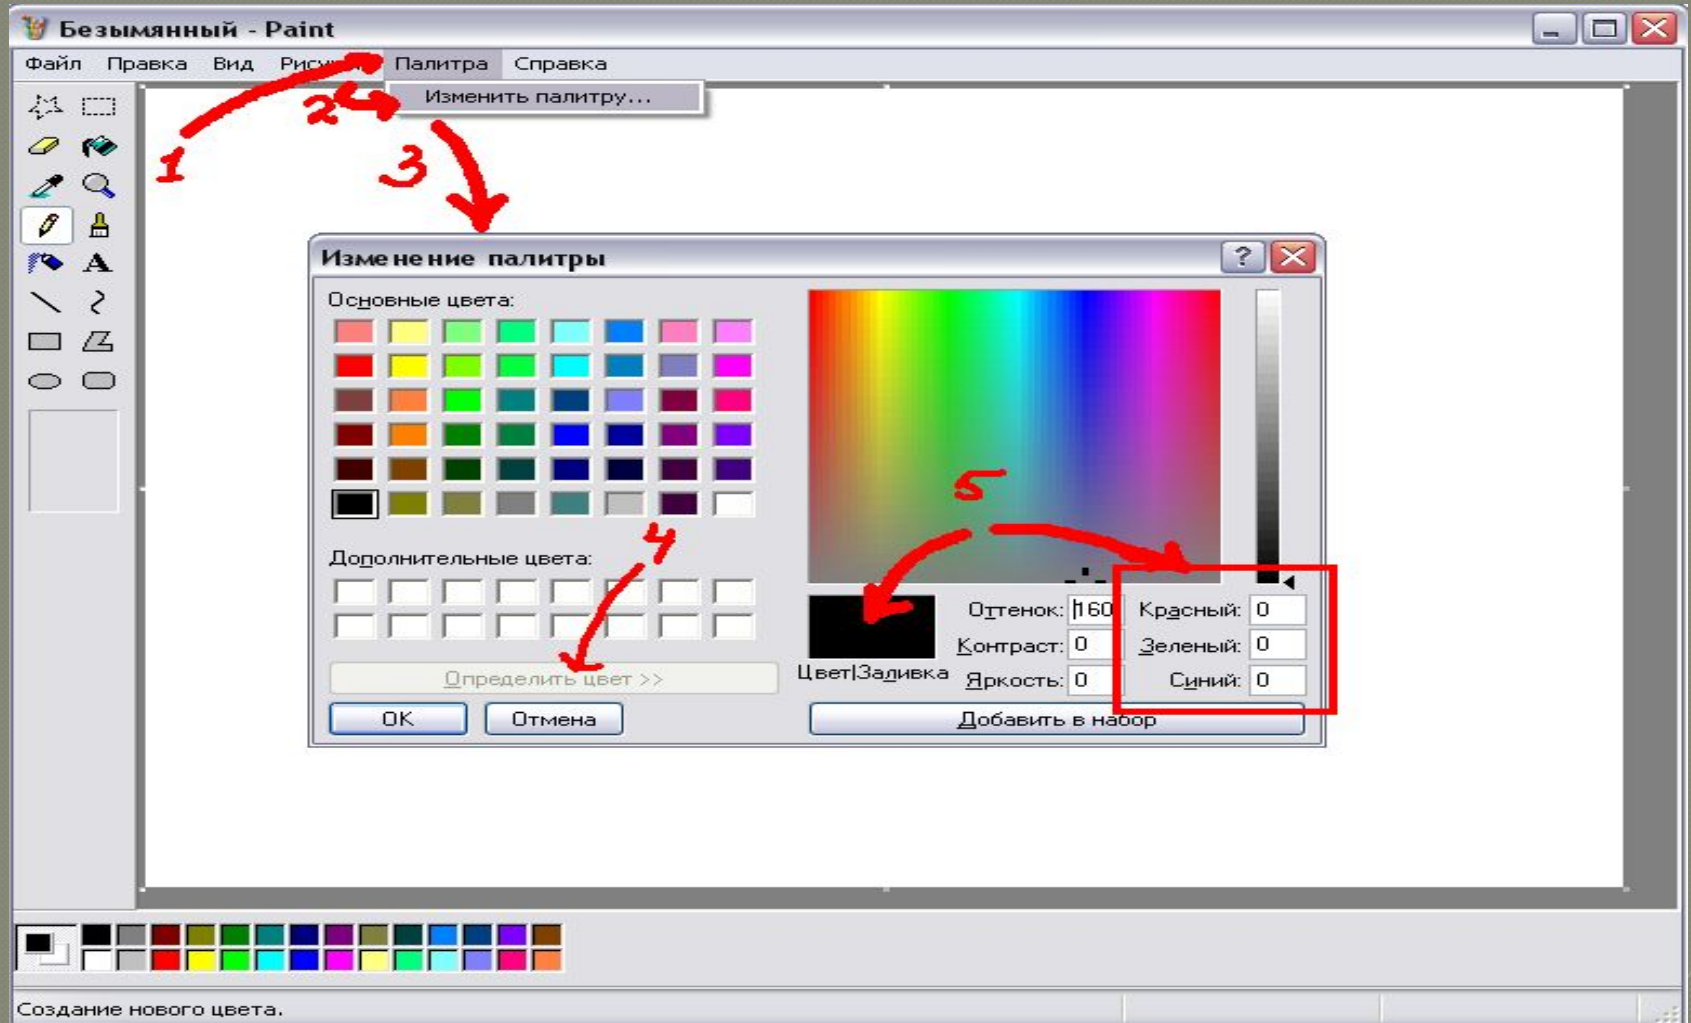 Безымянный - Paint
Файл Правка Вид Палитра Справка
Изменить палитру...
1
2
3
Изменение палитры
?
Основные цвета:
5
4
Дополнительные цвета:
Оттенок: 160 Красный: 0
Контраст: 0 Зеленый: 0
Цвет|Заливка Яркость: 0 Синий: 0
Определить цвет >>
OK Отмена Добавить в набор
A
Создание нового цвета.